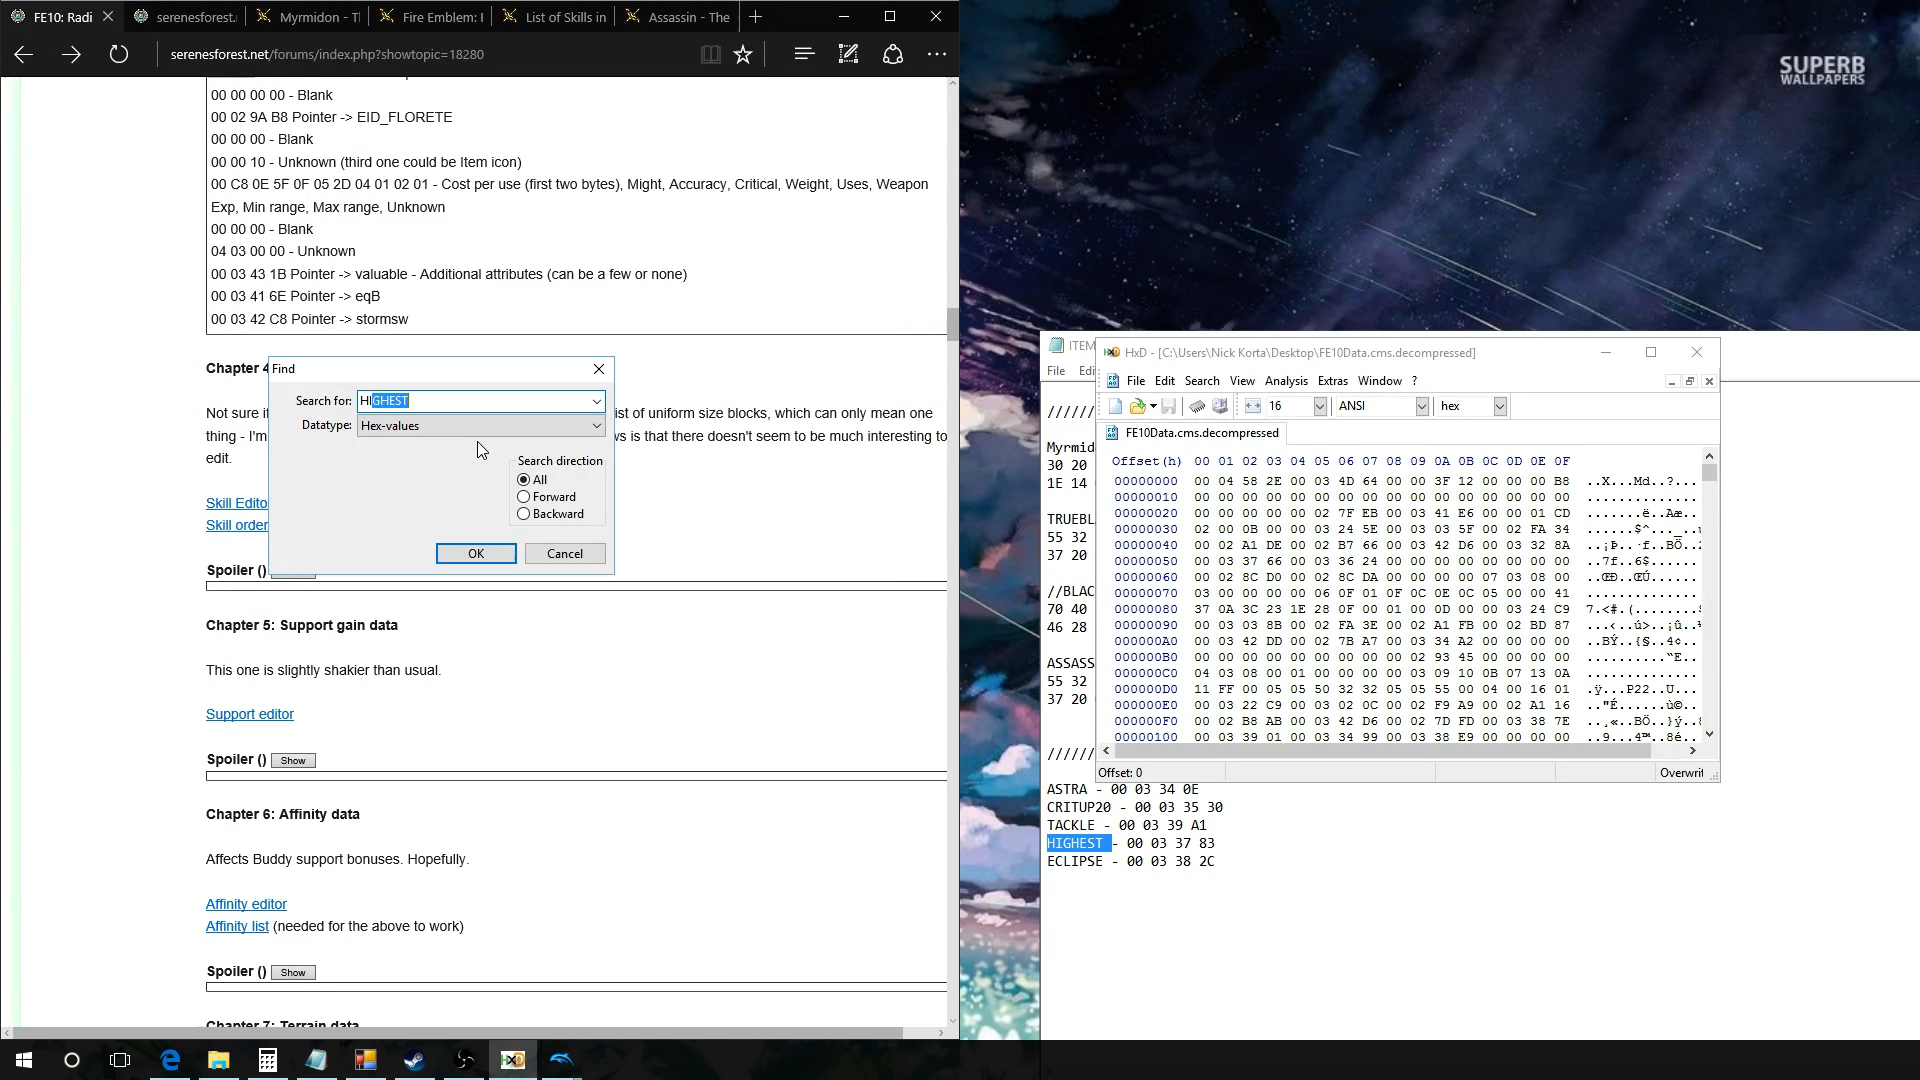 FE10: Radi
serenesforest.
Myrmidon - Tl
Fire Emblem: I
List of Skills in
Assassin - The
serenesforest.net/forums/index.php?showtopic=18280
SUPERB
WALLPAPERS
00 00 00 00 - Blank
00 02 9A B8 Pointer -> EID_FLORETE
00 00 00 - Blank
00 00 10 - Unknown (third one could be Item icon)
00 C8 0E 5F 0F 05 2D 04 01 02 01 - Cost per use (first two bytes), Might, Accuracy, Critical, Weight, Uses, Weapon
Exp, Min range, Max range, Unknown
00 00 00 - Blank
04 03 00 00 - Unknown
00 03 43 1B Pointer -> valuable - Additional attributes (can be a few or none)
00 03 41 6E Pointer -> eqB
00 03 42 C8 Pointer -> stormsw
Chapter 4
Not sure if
ist of uniform size blocks, which can only mean one
thing - I'm
ws is that there doesn't seem to be much interesting to
edit.
Skill Edito
Skill order
Spoiler ()
Chapter 5: Support gain data
This one is slightly shakier than usual.
Support editor
Spoiler () Show
Chapter 6: Affinity data
Affects Buddy support bonuses. Hopefully.
Affinity editor
Affinity list (needed for the above to work)
Spoiler () Show
Chapter 7: Terrain data
Find
Search for: HIGHEST
Datatype: Hex-values
Search direction
All
Forward
Backward
OK Cancel
ITEM
File Edi
//////
Myrmid
30 20
1E 14
TRUEBL
55 32
37 20
//BLAC
70 40
46 28
ASSASS
55 32
37 20
//////
ASTRA - 00 03 34 0E
CRITUP20 - 00 03 35 30
TACKLE - 00 03 39 A1
HIGHEST - 00 03 37 83
ECLIPSE - 00 03 38 2C
HxD - [C:\Users\Nick Korta\Desktop\FE10Data.cms.decompressed]
File Edit Search View Analysis Extras Window ?
16 ANSI hex
FE10Data.cms.decompressed
Offset(h) 00 01 02 03 04 05 06 07 08 09 0A 0B 0C 0D 0E 0F
00000000 00 04 58 2E 00 03 4D 64 00 00 3F 12 00 00 00 B8 ..X...Md..?....
00000010 00 00 00 00 00 00 00 00 00 00 00 00 00 00 00 00
00000020 00 00 00 00 00 02 7F EB 00 03 41 E6 00 00 01 CD
00000030 02 00 0B 00 00 03 24 5E 00 03 03 5F 00 02 FA 34
00000040 00 02 A1 DE 00 02 B7 66 00 03 42 D6 00 03 32 8A
00000050 00 03 37 66 00 03 36 24 00 00 00 00 00 00 00 00
00000060 00 02 8C D0 00 02 8C DA 00 00 00 00 07 03 08 00
00000070 03 00 00 00 00 06 0F 01 0F 0C 0E 0C 05 00 00 41
00000080 37 0A 3C 23 1E 28 0F 00 01 00 0D 00 00 03 24 C9
00000090 00 03 03 8B 00 02 FA 3E 00 02 A1 FB 00 02 BD 87
000000A0 00 03 42 DD 00 02 7B A7 00 03 34 A2 00 00 00 00
000000B0 00 00 00 00 00 00 00 00 00 02 93 45 00 00 00 00
000000C0 04 03 08 00 01 00 00 00 00 03 09 10 0B 07 13 0A
000000D0 11 FF 00 05 05 50 32 32 05 05 55 00 04 00 16 01
000000E0 00 03 22 C9 00 03 02 0C 00 02 F9 A9 00 02 A1 16
000000F0 00 02 B8 AB 00 03 42 D6 00 02 7D FD 00 03 38 7E
00000100 00 03 39 01 00 03 34 99 00 03 38 E9 00 00 00 00
Offset: 0
Overwrit